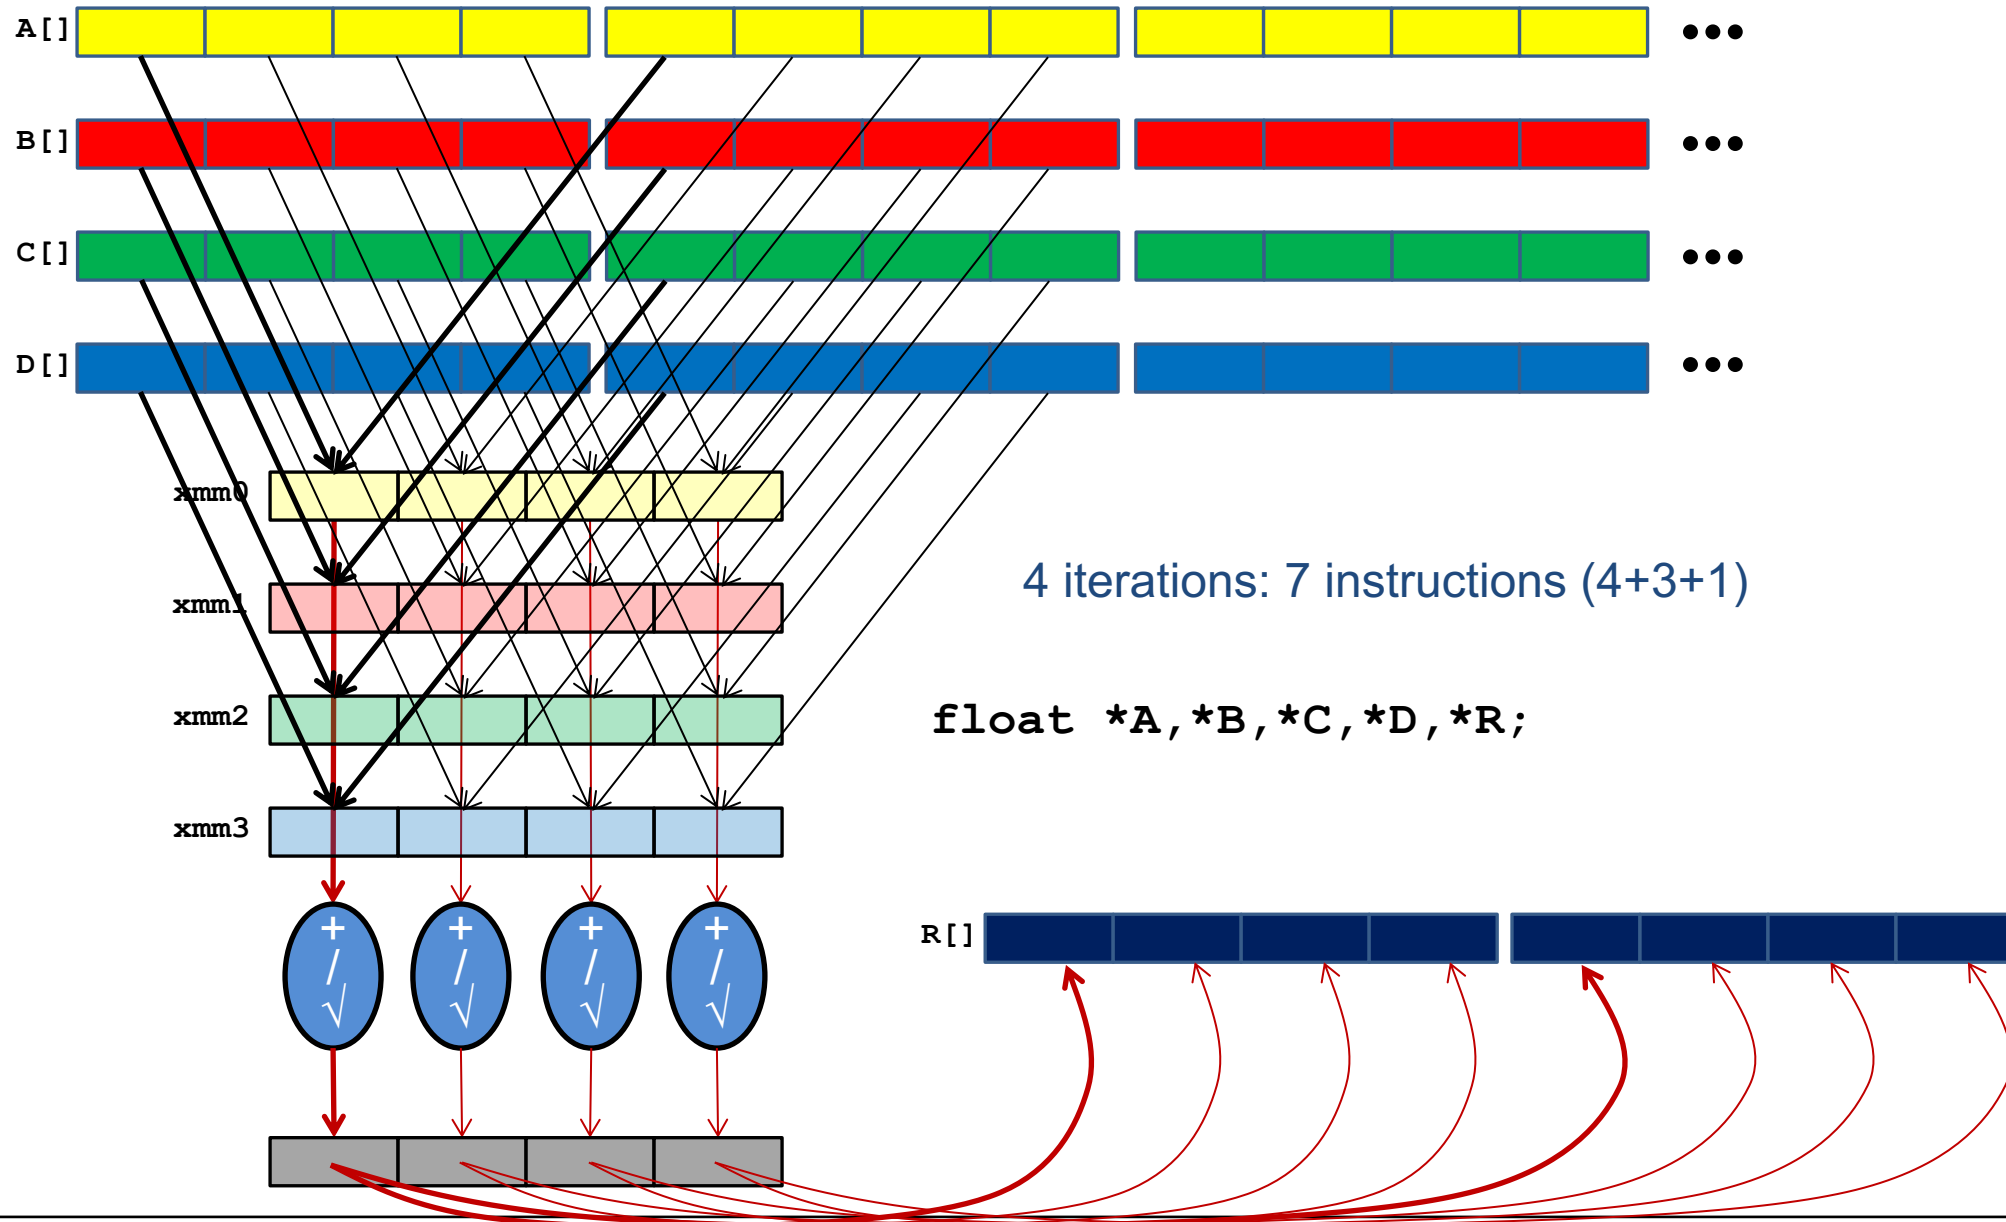 A[] •••
B[] •••
C[] •••
D[] •••
xmm0
4 iterations: 7 instructions (4+3+1)
xmm1
xmm2
float *A,*B,*C,*D,*R;
xmm3
+ + + +
/ / / /
√ √ √ √
R[]